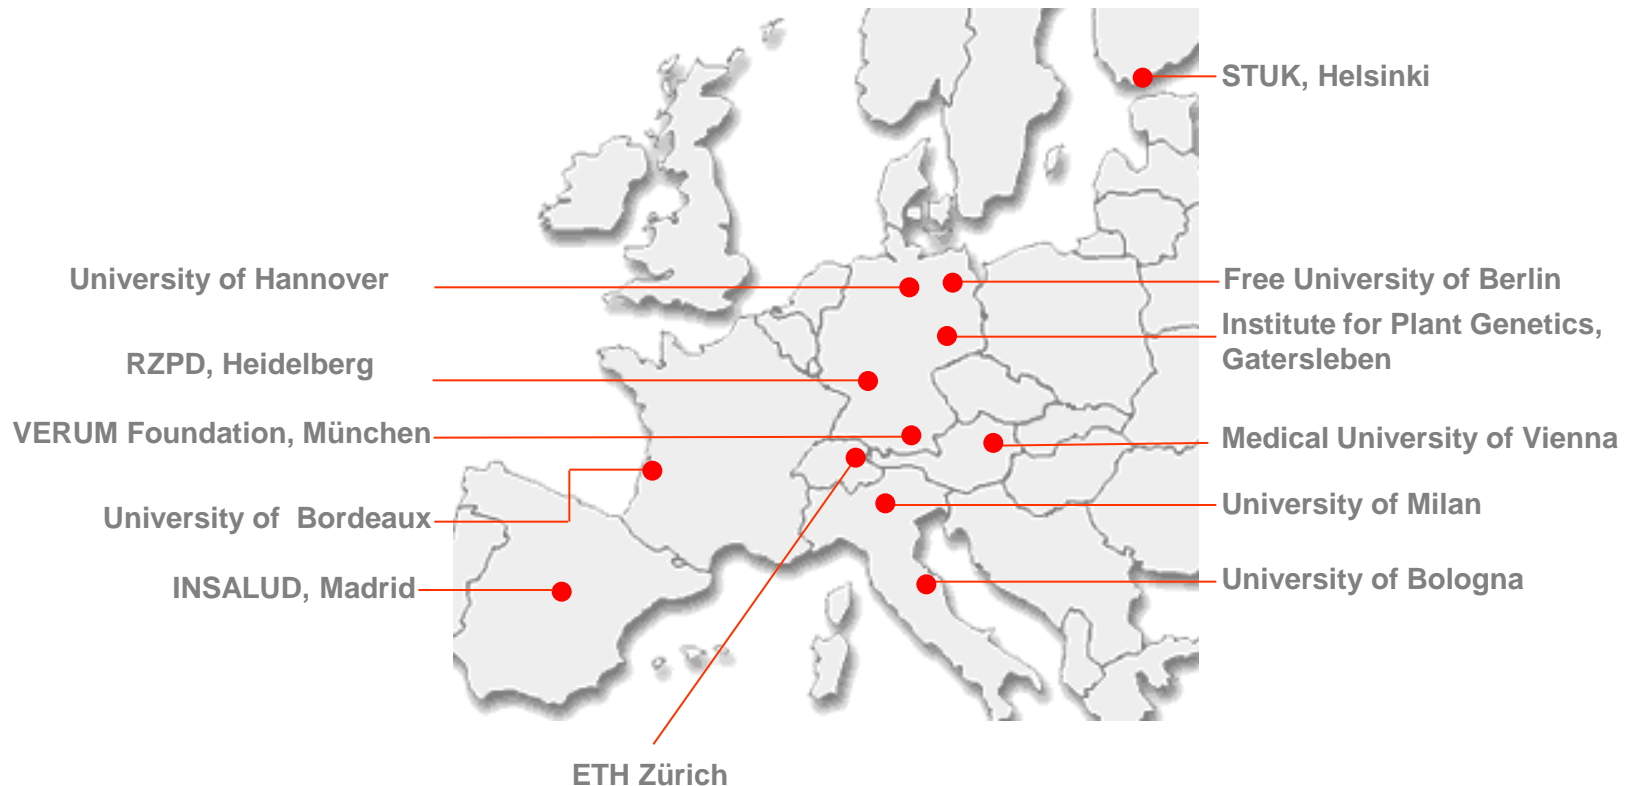 STUK, Helsinki
University of Hannover
Free University of Berlin
Institute for Plant Genetics,
Gatersleben
RZPD, Heidelberg
VERUM Foundation, München
Medical University of Vienna
University of  Bordeaux
University of Milan
INSALUD, Madrid
University of Bologna
ETH Zürich